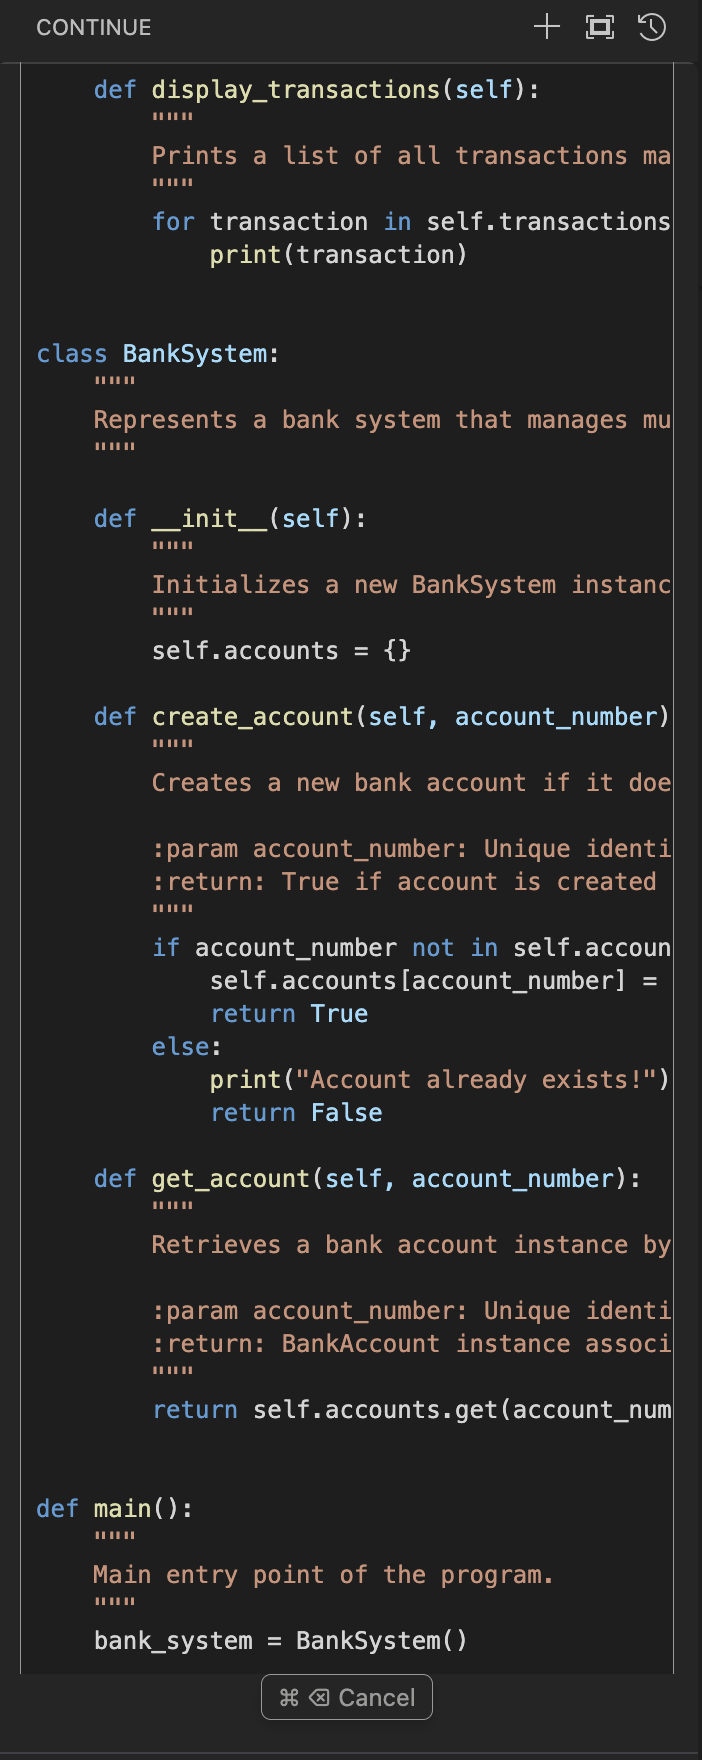 CONTINUE
def display_transactions(self):
"""
Prints a list of all transactions ma
"""
for transaction in self.transactions
print(transaction)
class BankSystem:
"""
Represents a bank system that manages mu
"""
def __init__(self):
"""
Initializes a new BankSystem instanc
"""
self.accounts = {}
def create_account(self, account_number)
"""
Creates a new bank account if it doe
:param account_number: Unique identi
:return: True if account is created
"""
if account_number not in self.accoun
self.accounts[account_number] =
return True
else:
print("Account already exists!")
return False
def get_account(self, account_number):
"""
Retrieves a bank account instance by
:param account_number: Unique identi
:return: BankAccount instance associ
"""
return self.accounts.get(account_num
def main():
"""
Main entry point of the program.
"""
bank_system = BankSystem()
⌘ ⌫ Cancel